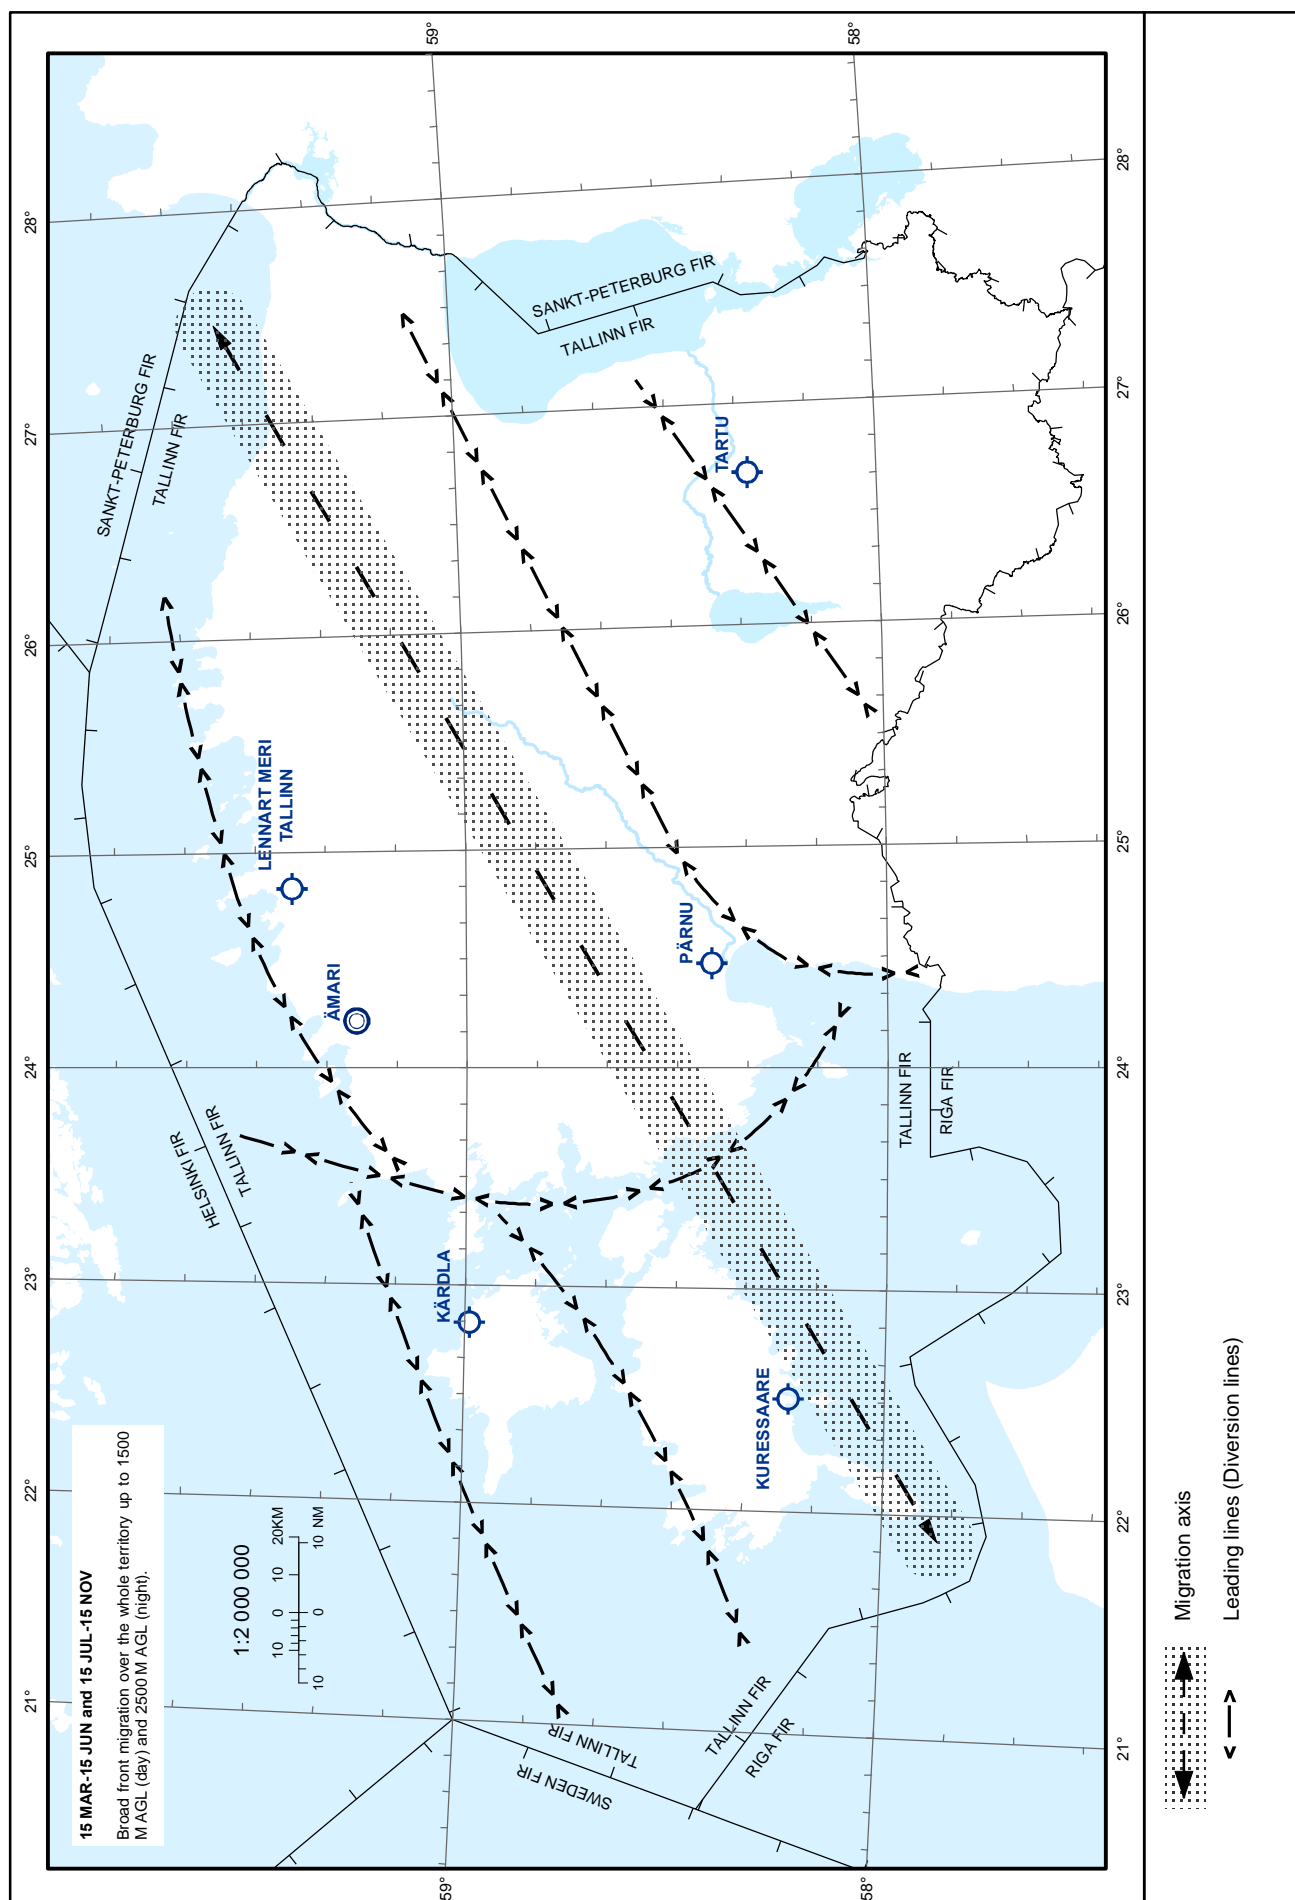 15 MAR-15 JUN and 15 JUL-15 NOV
Broad front migration over the whole territory up to 1500
M AGL (day) and 2500 M AGL (night).
1:2 000 000
10 0 10 20KM
10 0 10 NM
21° 22° 23° 24° 25° 26° 27° 28°
HELSINKI FIR
TALLINN FIR
SANKT-PETERBURG FIR
TALLINN FIR
LENNART MERI
TALLINN
ÄMARI
KÄRDLA
59°
59°
SANKT-PETERBURG FIR
TALLINN FIR
SWEDEN FIR
TALLINN FIR
PÄRNU
TARTU
KURESSAARE
TALLINN FIR
RIGA FIR
58°
58°
TALLINN FIR
RIGA FIR
21° 22° 23° 24° 25° 26° 27° 28°
Migration axis
Leading lines (Diversion lines)